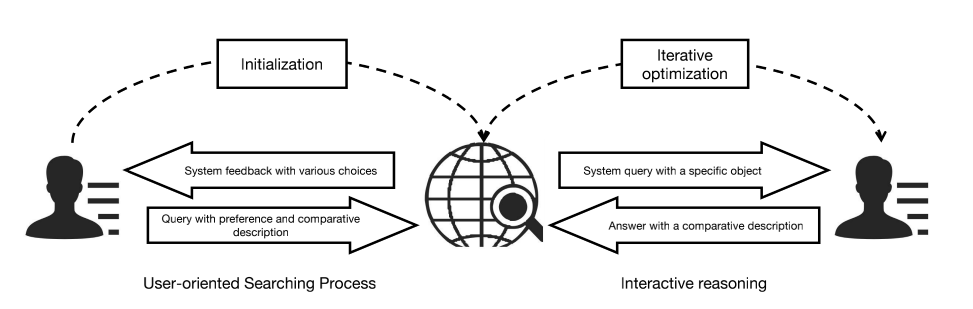 Initialization
Iterative
optimization
System feedback with various choices
System query with a specific object
Query with preference and comparative
description
Answer with a comparative description
User-oriented Searching Process
Interactive reasoning